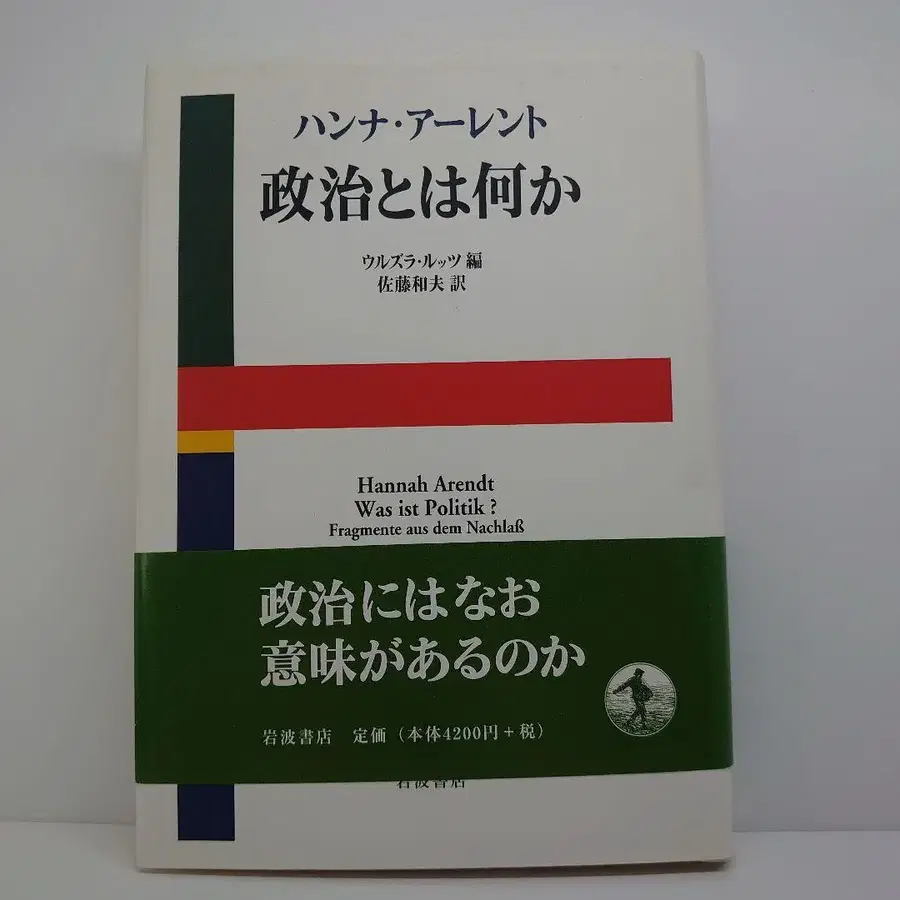 ハンナ・アーレント
政治とは何か
ウルズラ・ルッツ 編
佐藤和夫 訳
Hannah Arendt
Was ist Politik ?
Fragmente aus dem Nachlaß
政治にはなお
意味があるのか
岩波書店 定価（本体4200円＋税）
岩波書店